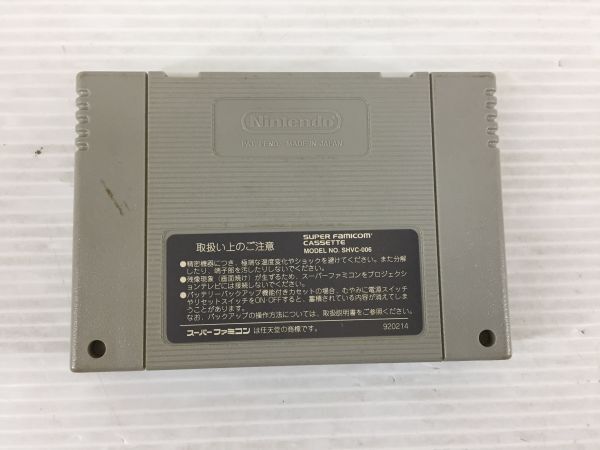 Nintendo
PAT. PEND. MADE IN JAPAN
取扱い上のご注意
SUPER Famicom
CASSETTE
MODEL NO. SHVC-006
●精密機器につき、極端な温度変化やショックを避けてください。また分解
したり、端子部を汚したりしないでください。
●残像現象(画面焼け)が生ずるため、スーパーファミコンをプロジェクシ
ョンテレビには接続しないでください。
●バッテリーバックアップ機能付きカセットの場合、むやみに電源スイッチ
やリセットスイッチをON・OFFすると、蓄積されている内容が消えてしま
うことがあります。
なお、バックアップの操作方法については、取扱説明書をご参照ください。
スーパーファミコンは任天堂の商標です。
920214